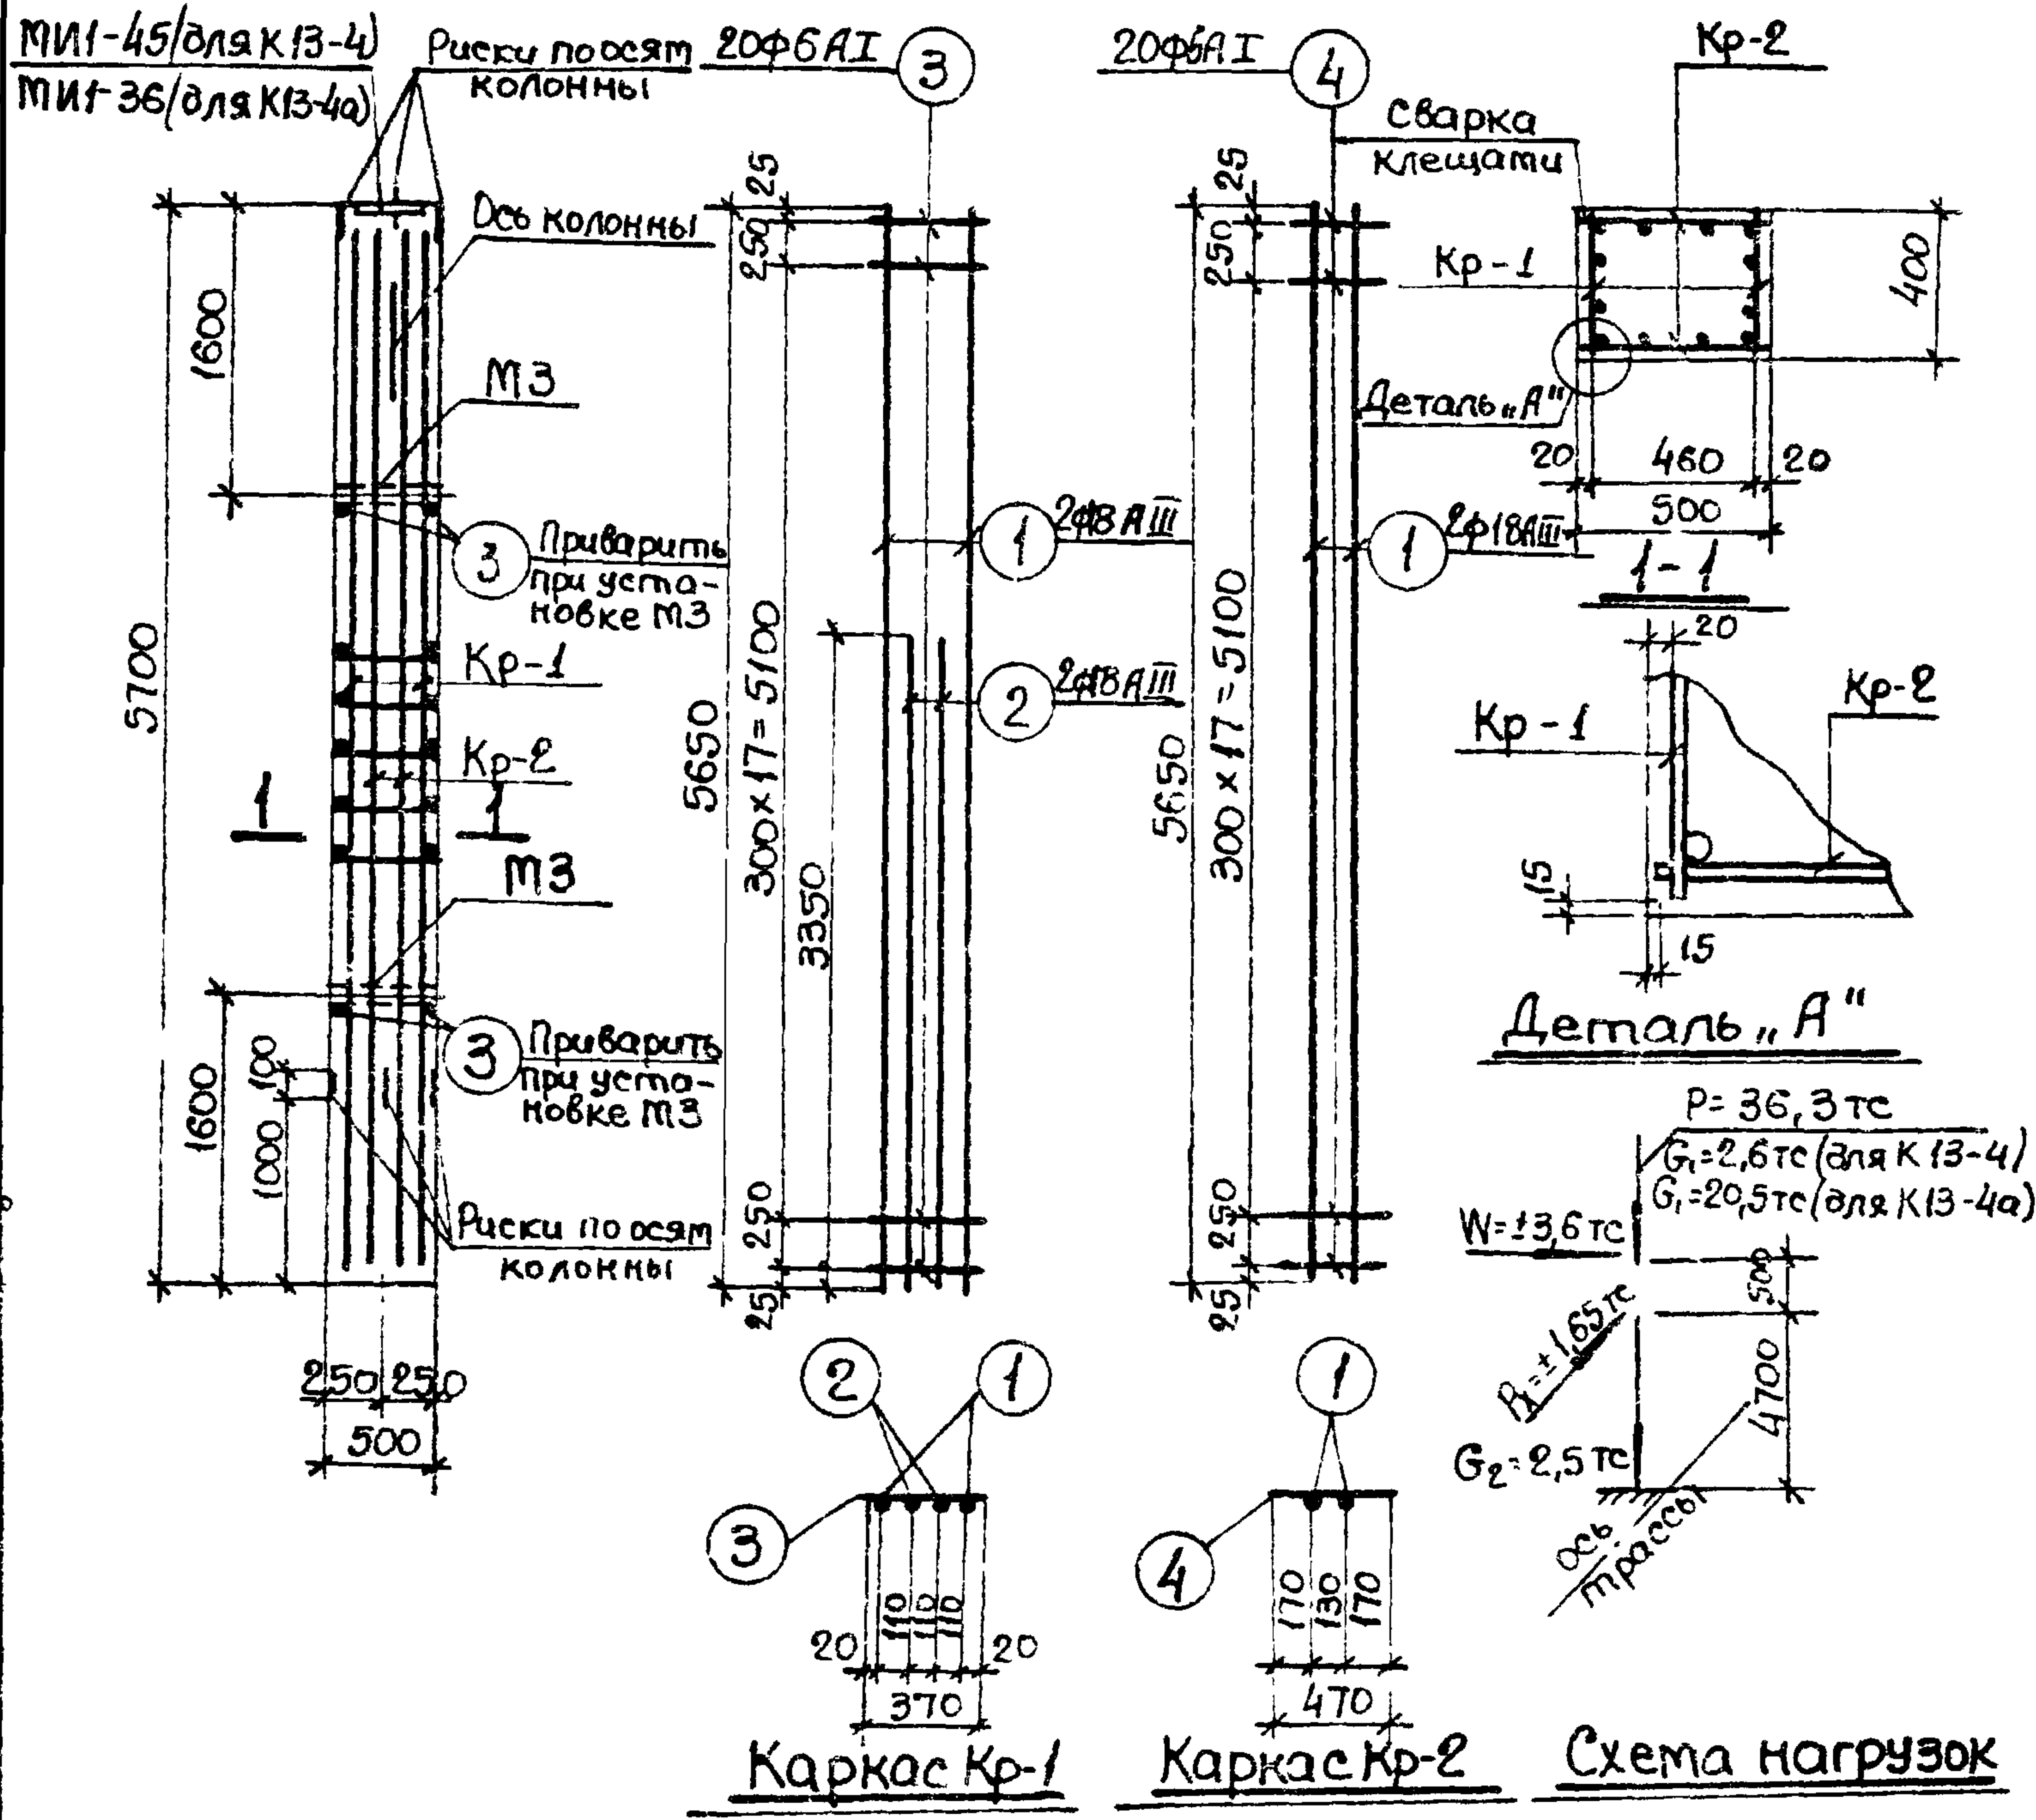 МИ1-45/для К13-4)
МИ1-36/для К13-4а)
Риски по осям
колонны
20Ф6АI
3
20Ф5АI
4
Кр-2
Сварка
клещами
Ось колонны
25
250
25
250
Кр-1
400
1600
М3
Деталь „А"
20
460
20
500
1-1
3
Приварить
при уста-
новке М3
1
2Ф18АIII
1
2Ф18АIII
5700
5650
300×17=5100
3350
5650
300×17=5100
Кр-1
2
2Ф18АIII
Кр-2
1
1
М3
20
Кр-1
Кр-2
15
15
Деталь „А"
1600
100
1000
3
Приварить
при уста-
новке М3
Риски по осям
колонны
250
25
250
25
P=36,3тс
G₁=2,6тс(для К13-4)
G₁=20,5тс(для К13-4а)
W=±3,6тс
500
=±1,65тс
4700
G₂=2,5тс
ось
трассы
250
250
500
2
1
1
3
4
110
110
110
20
20
370
170
130
170
470
Каркас Кр-1
Каркас Кр-2
Схема нагрузок